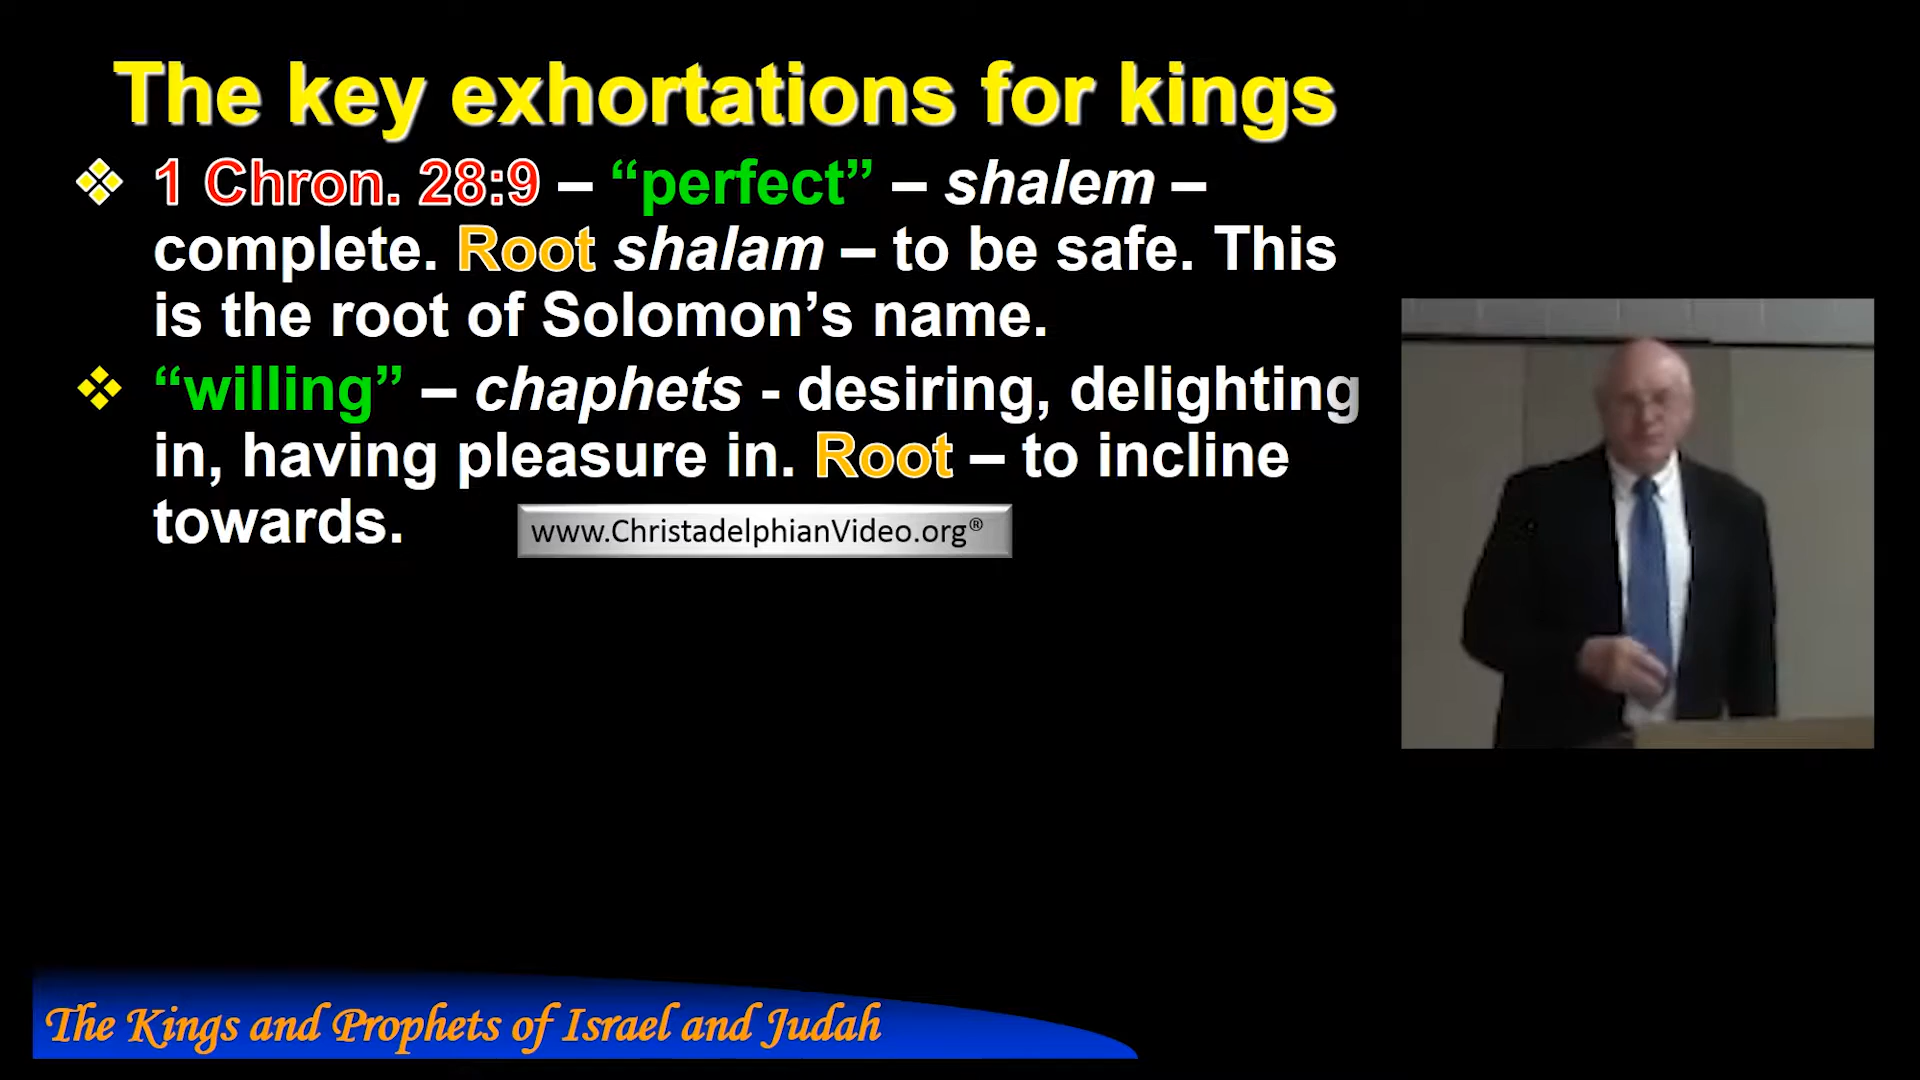 The key exhortations for kings
1 Chron. 28:9 – “perfect” – shalem –
complete. Root shalam – to be safe. This
is the root of Solomon’s name.
“willing” – chaphets - desiring, delighting
in, having pleasure in. Root – to incline
towards.
www.ChristadelphianVideo.org®
The Kings and Prophets of Israel and Judah